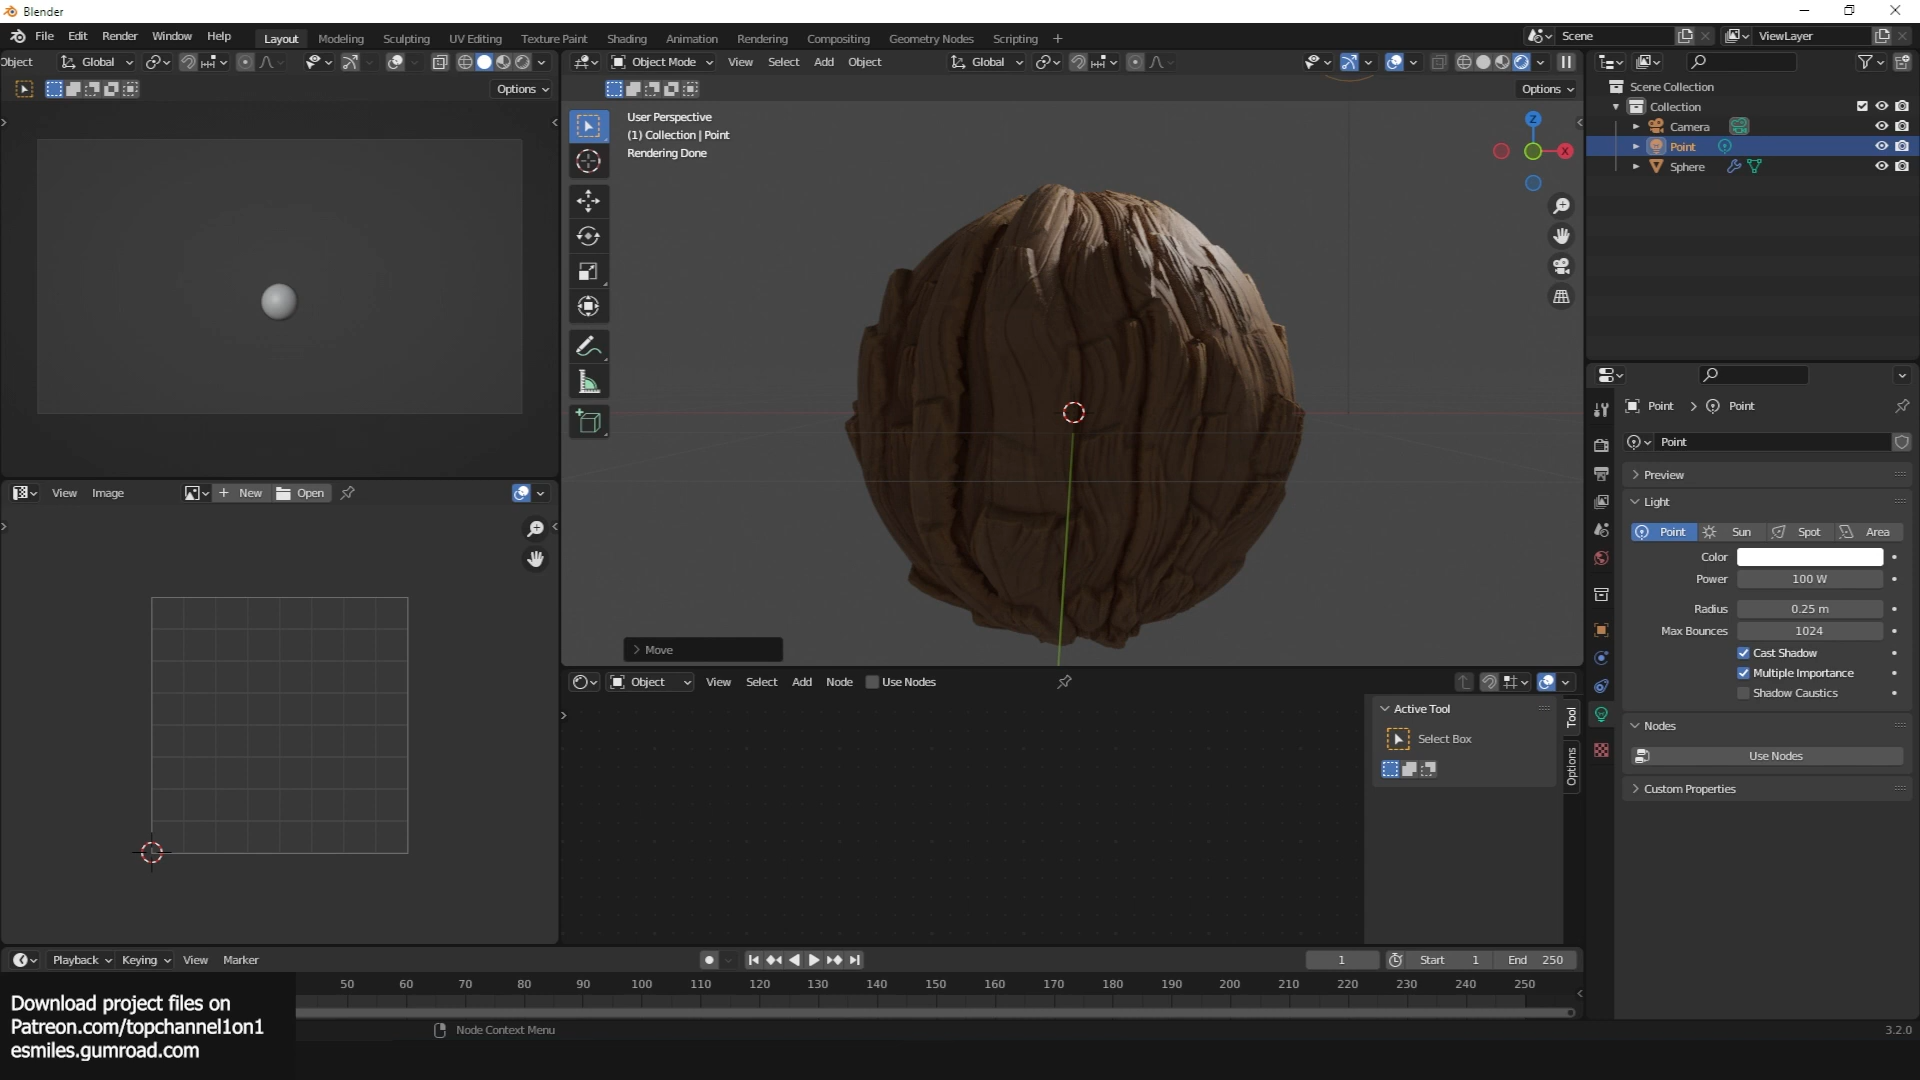 Blender
File Edit Render Window Help
Layout Modeling Sculpting UV Editing Texture Paint Shading Animation Rendering Compositing Geometry Nodes Scripting +
Scene
ViewLayer
Object Global
Options
Object Mode View Select Add Object Global
Options
User Perspective
(1) Collection | Point
Rendering Done
Z
X
> Move
Scene Collection
Collection
Camera
Point
Sphere
Point > Point
Point
Preview
Light
Point Sun Spot Area
Color
Power 100 W
Radius 0.25 m
Max Bounces 1024
Cast Shadow
Multiple Importance
Shadow Caustics
Nodes
Use Nodes
Custom Properties
View Image + New Open
Object View Select Add Node Use Nodes
Active Tool
Select Box
Tool
Options
Playback Keying View Marker
1 Start 1 End 250
50 60 70 80 90 100 110 120 130 140 150 160 170 180 190 200 210 220 230 240 250
Download project files on
Patreon.com/topchannel1on1
esmiles.gumroad.com
Node Context Menu
3.2.0